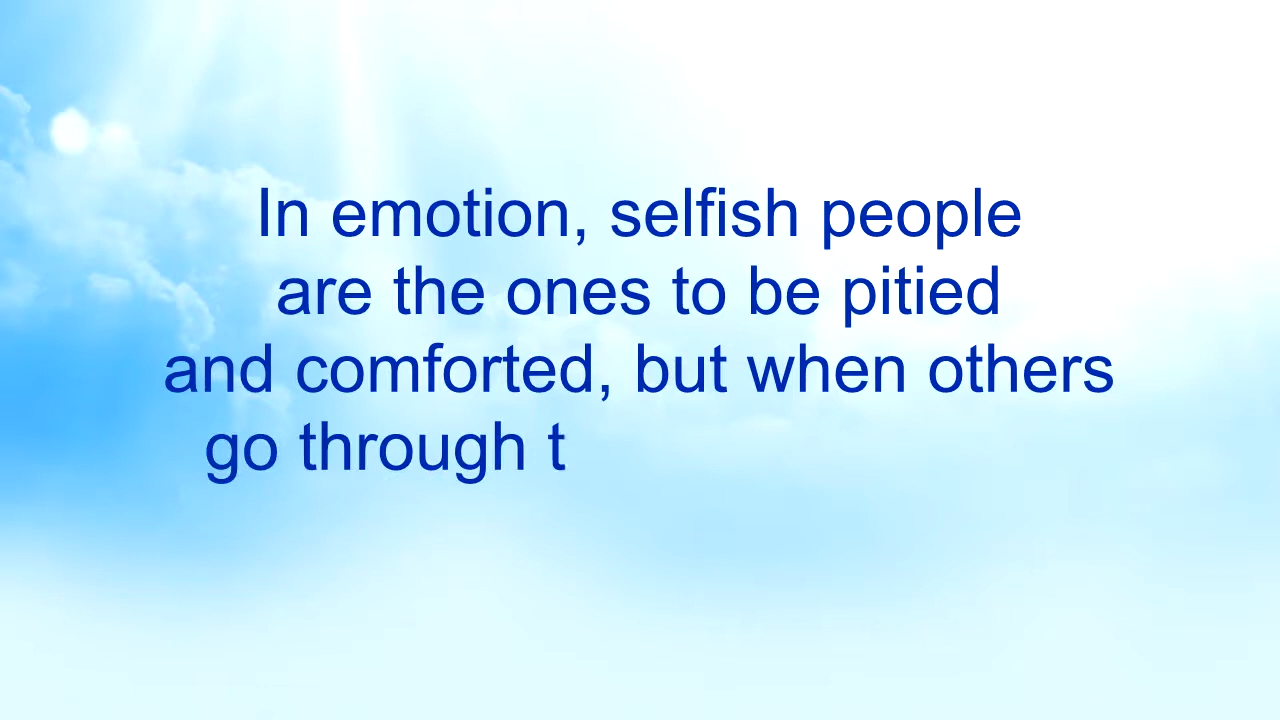 In emotion, selfish people
are the ones to be pitied
and comforted, but when others
go through t